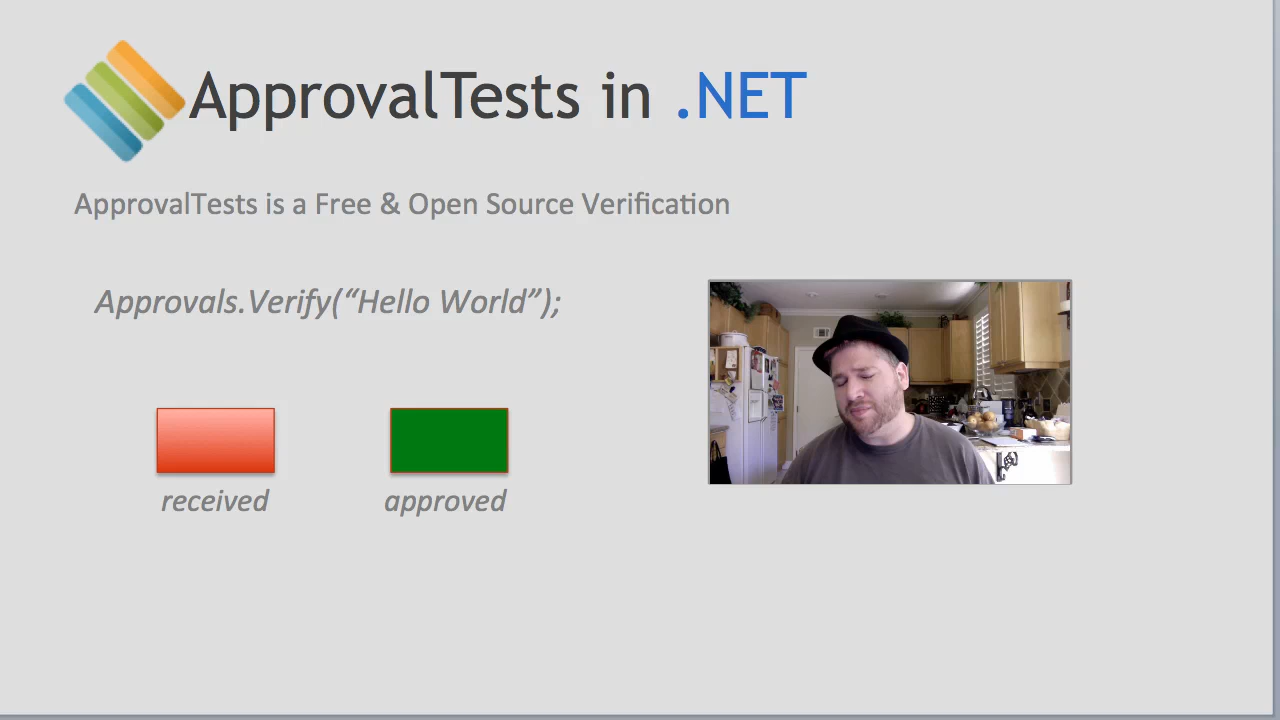 ApprovalTests in .NET
ApprovalTests is a Free & Open Source Verification
Approvals.Verify(“Hello World”);
received
approved